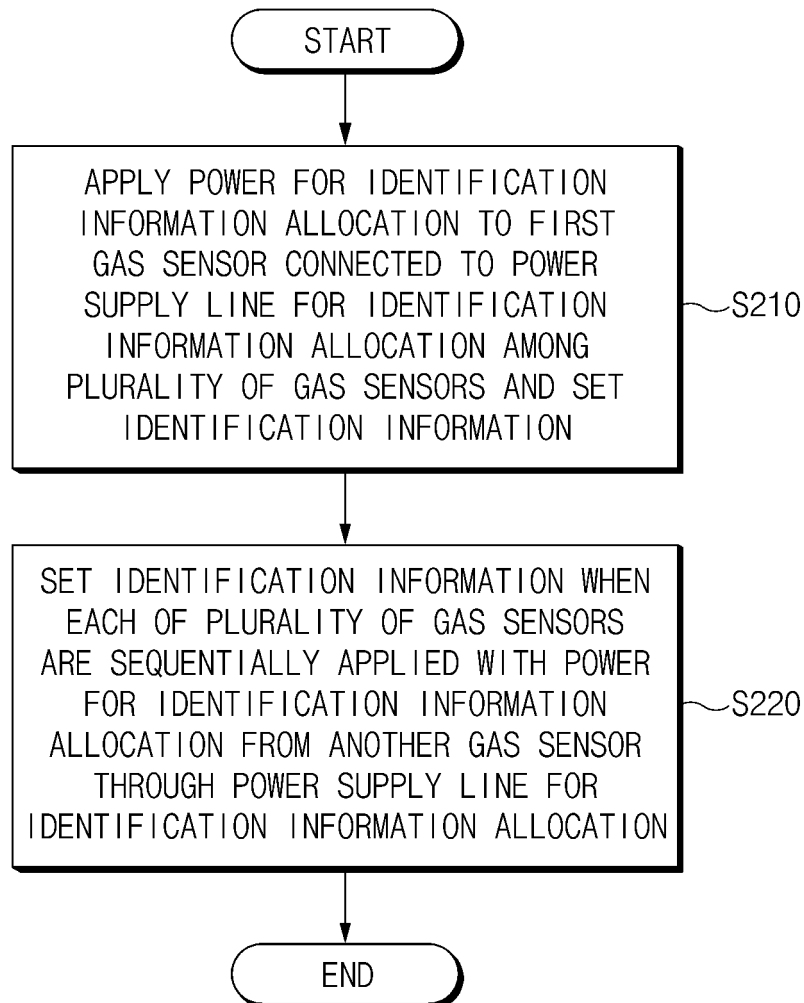 START
APPLY POWER FOR IDENTIFICATION
INFORMATION ALLOCATION TO FIRST
GAS SENSOR CONNECTED TO POWER
SUPPLY LINE FOR IDENTIFICATION
INFORMATION ALLOCATION AMONG
PLURALITY OF GAS SENSORS AND SET
IDENTIFICATION INFORMATION
S210
SET IDENTIFICATION INFORMATION WHEN
EACH OF PLURALITY OF GAS SENSORS
ARE SEQUENTIALLY APPLIED WITH POWER
FOR IDENTIFICATION INFORMATION
ALLOCATION FROM ANOTHER GAS SENSOR
THROUGH POWER SUPPLY LINE FOR
IDENTIFICATION INFORMATION ALLOCATION
S220
END